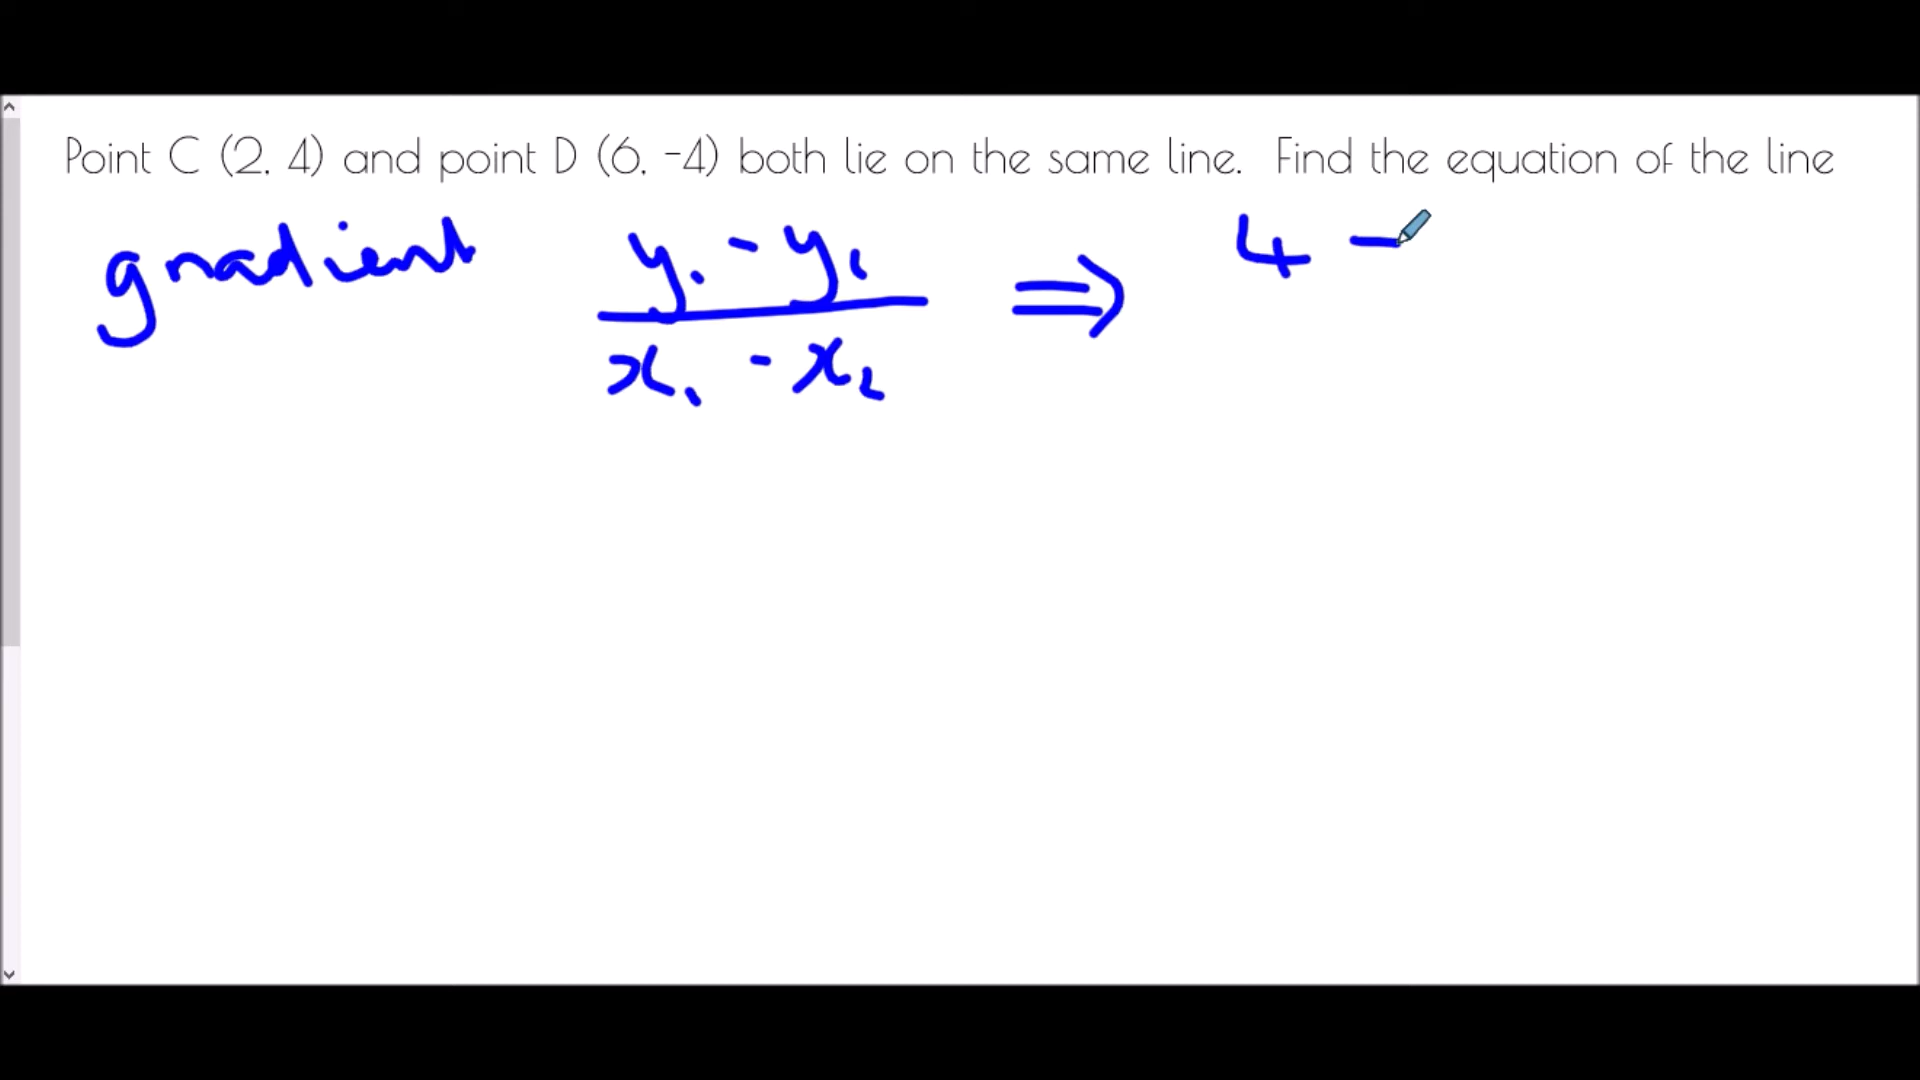 Point C (2, 4) and point D (6, -4) both lie on the same line. Find the equation of the line
gradient y₁ - y₁ ⇒ 4 -
x₁ - x₂